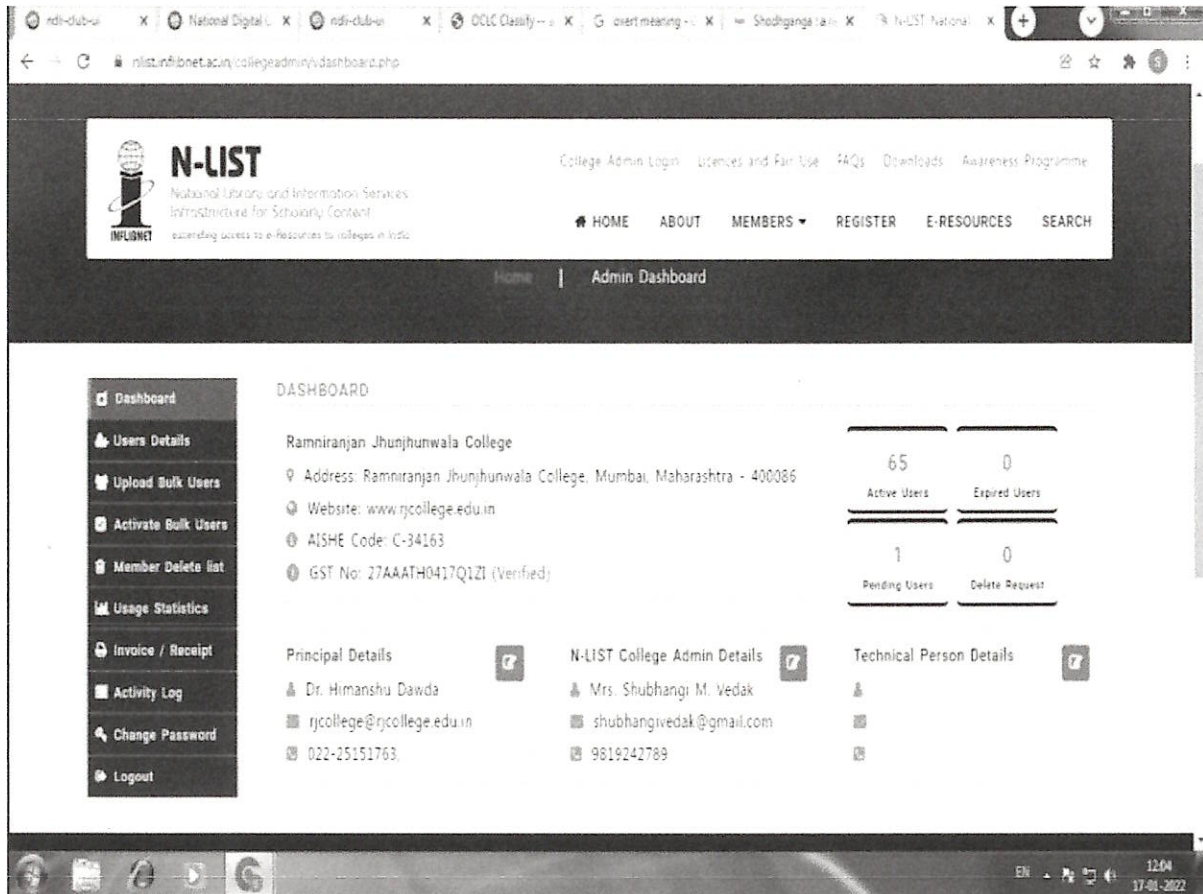 ndli-club-ui
National Digital L
ndli-club-ui
OCLC Classify -- a
overt meaning - G
Shodhganga : a re
N-LIST National
nlist.inflibnet.ac.in/collegeadmin/vdashboard.php
S
N-LIST
National Library and Information Services
Infrastructure for Scholarly Content
extending access to e-Resources to colleges in India
INFLIBNET
College Admin Login Licences and Fair Use FAQs Downloads Awareness Programme
HOME ABOUT MEMBERS REGISTER E-RESOURCES SEARCH
Home | Admin Dashboard
Dashboard
Users Details
Upload Bulk Users
Activate Bulk Users
Member Delete list
Usage Statistics
Invoice / Receipt
Activity Log
Change Password
Logout
DASHBOARD
Ramniranjan Jhunjhunwala College
Address: Ramniranjan Jhunjhunwala College, Mumbai, Maharashtra - 400086
Website: www.rjcollege.edu.in
AISHE Code: C-34163
GST No: 27AAATH0417Q1ZI (Verified)
65
Active Users
0
Expired Users
1
Pending Users
0
Delete Request
Principal Details
Dr. Himanshu Dawda
rjcollege@rjcollege.edu.in
022-25151763,
N-LIST College Admin Details
Mrs. Shubhangi M. Vedak
shubhangivedak@gmail.com
9819242789
Technical Person Details
EN
12:04
17-01-2022